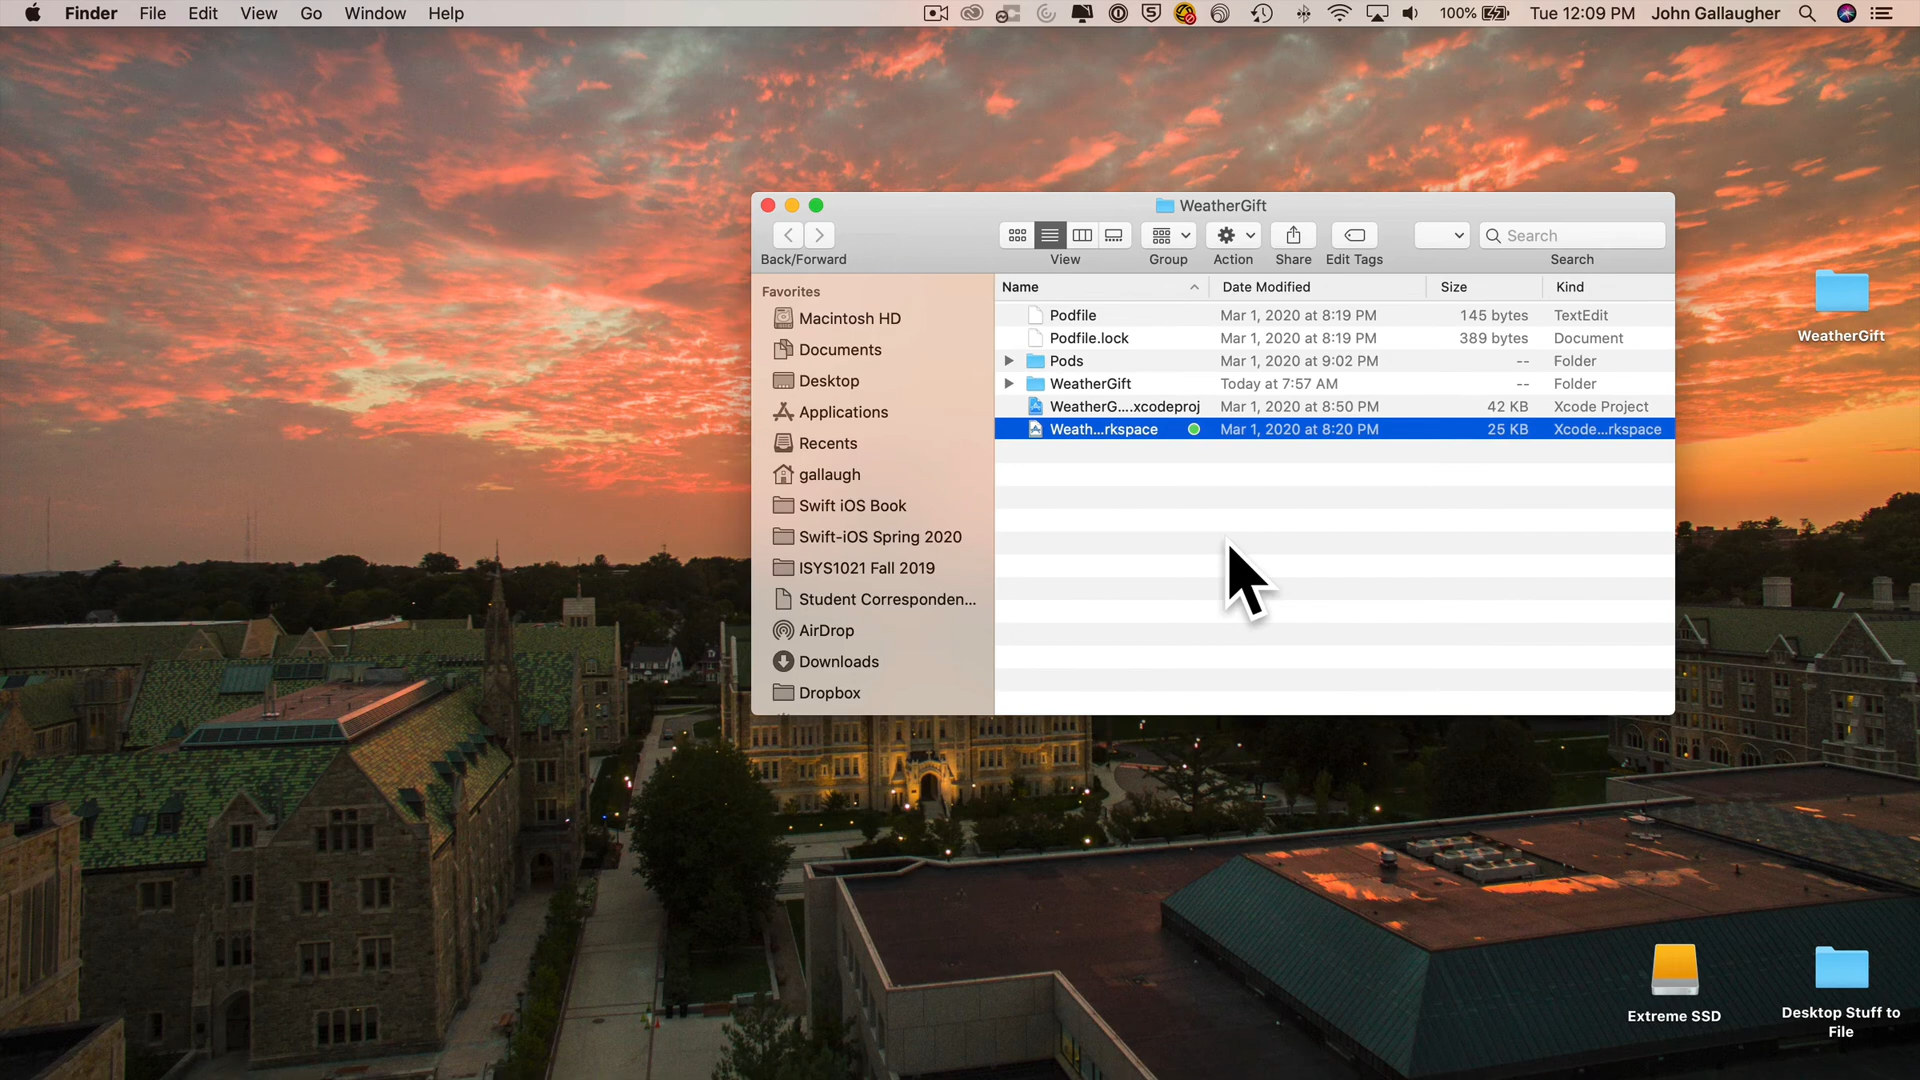 Finder File Edit View Go Window Help 100% Tue 12:09 PM John Gallaugher
WeatherGift
Search
Back/Forward View Group Action Share Edit Tags Search
Favorites
Macintosh HD
Documents
Desktop
Applications
Recents
gallaugh
Swift iOS Book
Swift-iOS Spring 2020
ISYS1021 Fall 2019
Student Corresponden...
AirDrop
Downloads
Dropbox
Name Date Modified Size Kind
Podfile Mar 1, 2020 at 8:19 PM 145 bytes TextEdit
Podfile.lock Mar 1, 2020 at 8:19 PM 389 bytes Document
Pods Mar 1, 2020 at 9:02 PM -- Folder
WeatherGift Today at 7:57 AM -- Folder
WeatherG....xcodeproj Mar 1, 2020 at 8:50 PM 42 KB Xcode Project
Weath...rkspace Mar 1, 2020 at 8:20 PM 25 KB Xcode...rkspace
WeatherGift
Extreme SSD
Desktop Stuff to
File